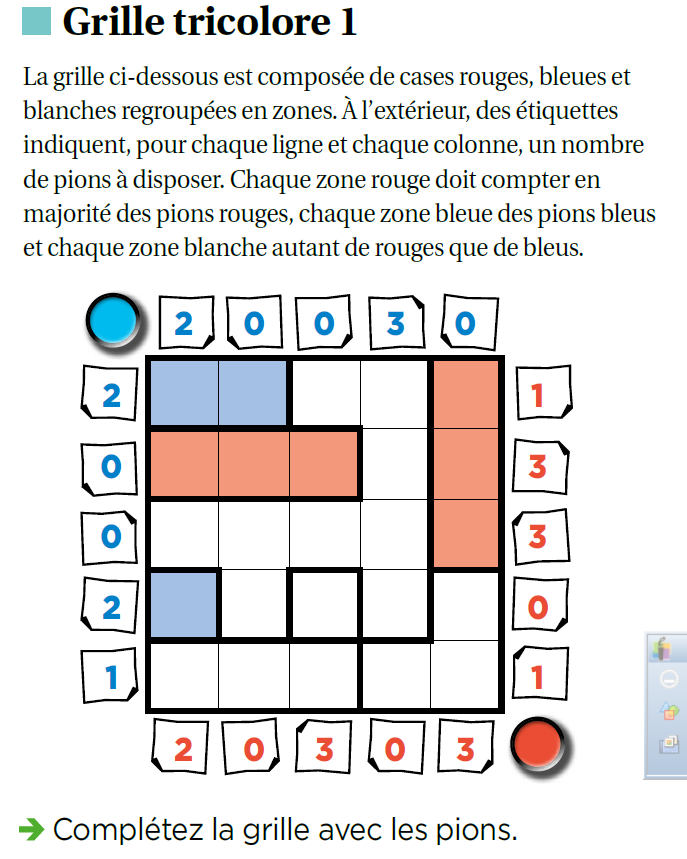 Grille tricolore 1
La grille ci-dessous est composée de cases rouges, bleues et
blanches regroupées en zones. À l'extérieur, des étiquettes
indiquent, pour chaque ligne et chaque colonne, un nombre
de pions à disposer. Chaque zone rouge doit compter en
majorité des pions rouges, chaque zone bleue des pions bleus
et chaque zone blanche autant de rouges que de bleus.
2 0 0 3 0
2 1
0 3
0 3
2 0
1 1
2 0 3 0 3
Complétez la grille avec les pions.